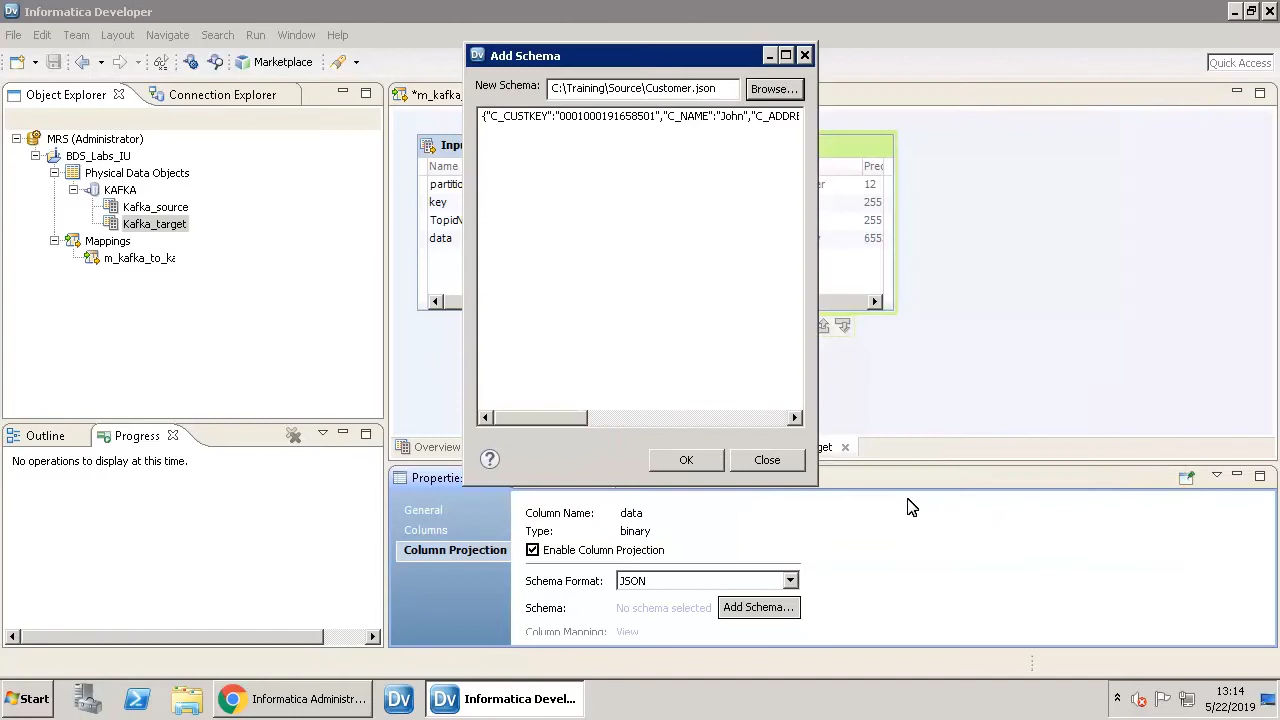 Informatica Developer
File Edit Team Layout Navigate Search Run Window Help
Marketplace
Quick Access
Object Explorer
Connection Explorer
MRS (Administrator)
BDS_Labs_IU
Physical Data Objects
KAFKA
Kafka_source
Kafka_target
Mappings
m_kafka_to_ka
*m_kafka
Add Schema
New Schema: C:\Training\Source\Customer.json Browse...
{"C_CUSTKEY":"0001000191658501","C_NAME":"John","C_ADDRE
OK Close
Name
key
data
12
255
255
655
Outline
Progress
No operations to display at this time.
Overview
General
Columns
Column Projection
Column Name: data
Type: binary
Enable Column Projection
Schema Format: JSON
Schema: No schema selected Add Schema...
Column Mapping: View
Start
Informatica Administr...
Informatica Devel...
13:14
5/22/2019